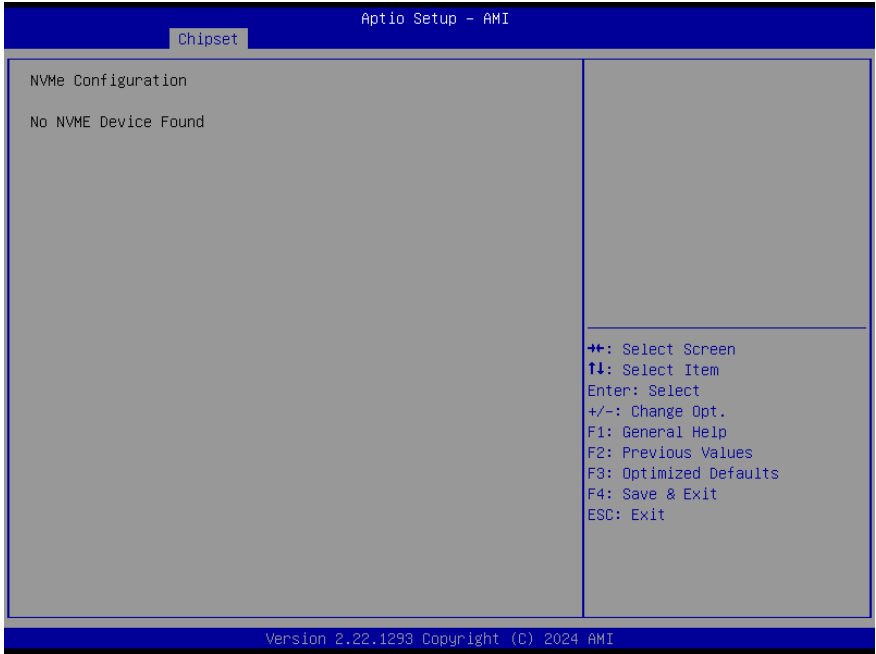 Aptio Setup – AMI
Chipset
NVMe Configuration
No NVME Device Found
→←: Select Screen
↑↓: Select Item
Enter: Select
+/-: Change Opt.
F1: General Help
F2: Previous Values
F3: Optimized Defaults
F4: Save & Exit
ESC: Exit
Version 2.22.1293 Copyright (C) 2024 AMI